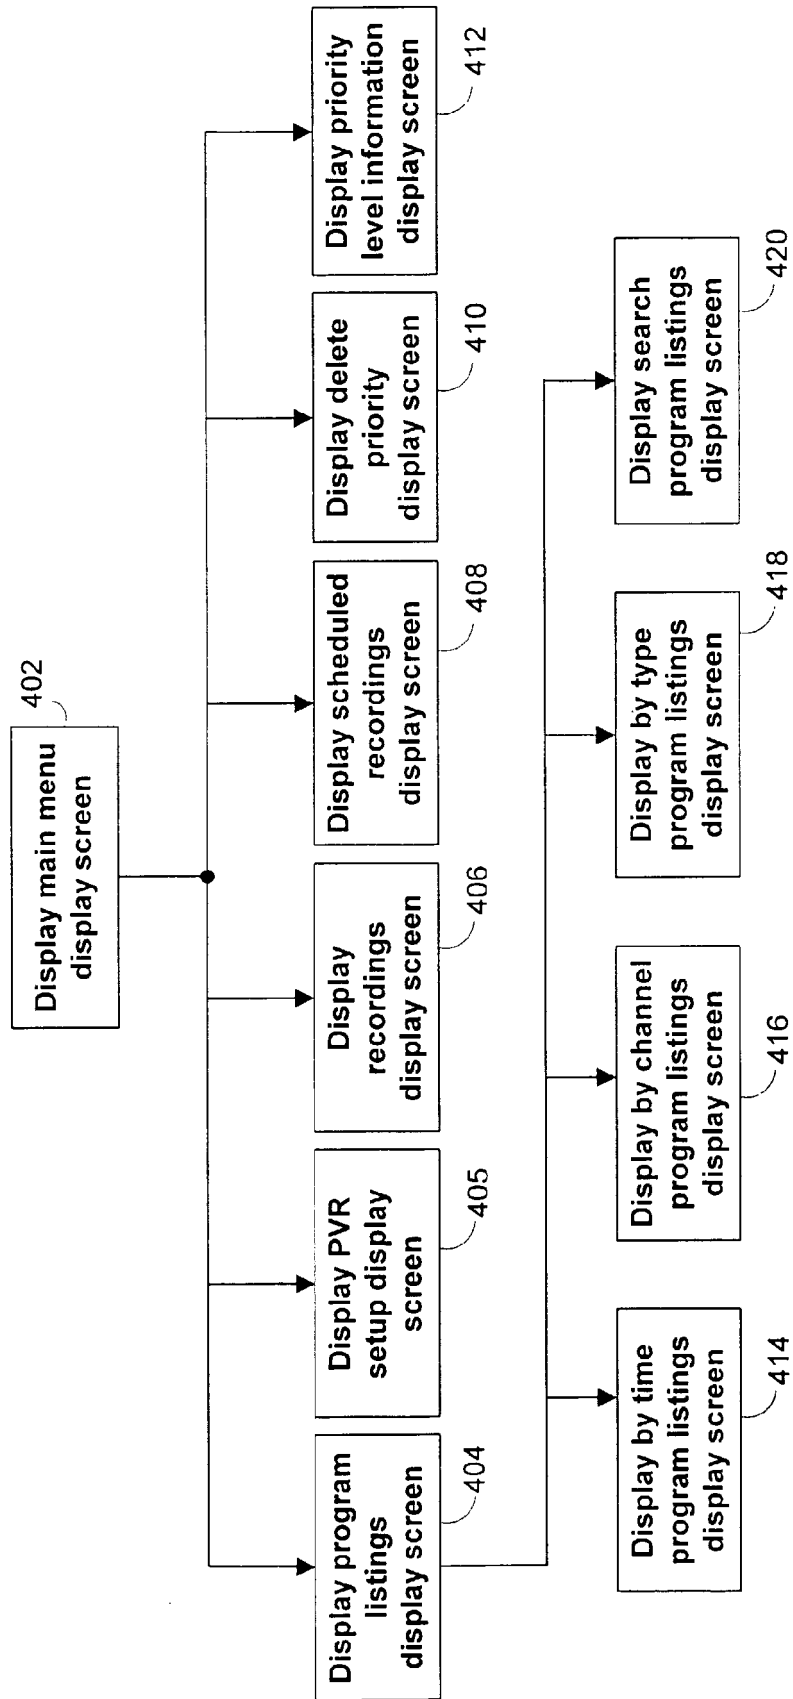 Display main menu
display screen
402
Display program
listings
display screen
404
Display PVR
setup display
screen
405
Display
recordings
display screen
406
Display scheduled
recordings
display screen
408
Display delete
priority
display screen
410
Display priority
level information
display screen
412
Display by time
program listings
display screen
414
Display by channel
program listings
display screen
416
Display by type
program listings
display screen
418
Display search
program listings
display screen
420